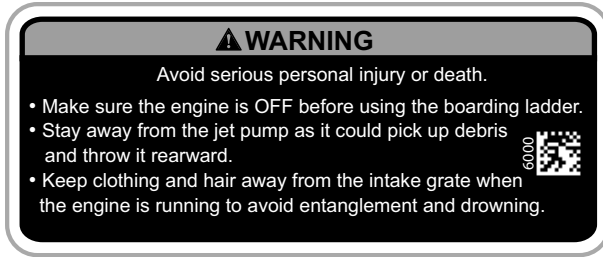 WARNING
Avoid serious personal injury or death.
• Make sure the engine is OFF before using the boarding ladder.
• Stay away from the jet pump as it could pick up debris
and throw it rearward.
6000
• Keep clothing and hair away from the intake grate when
the engine is running to avoid entanglement and drowning.